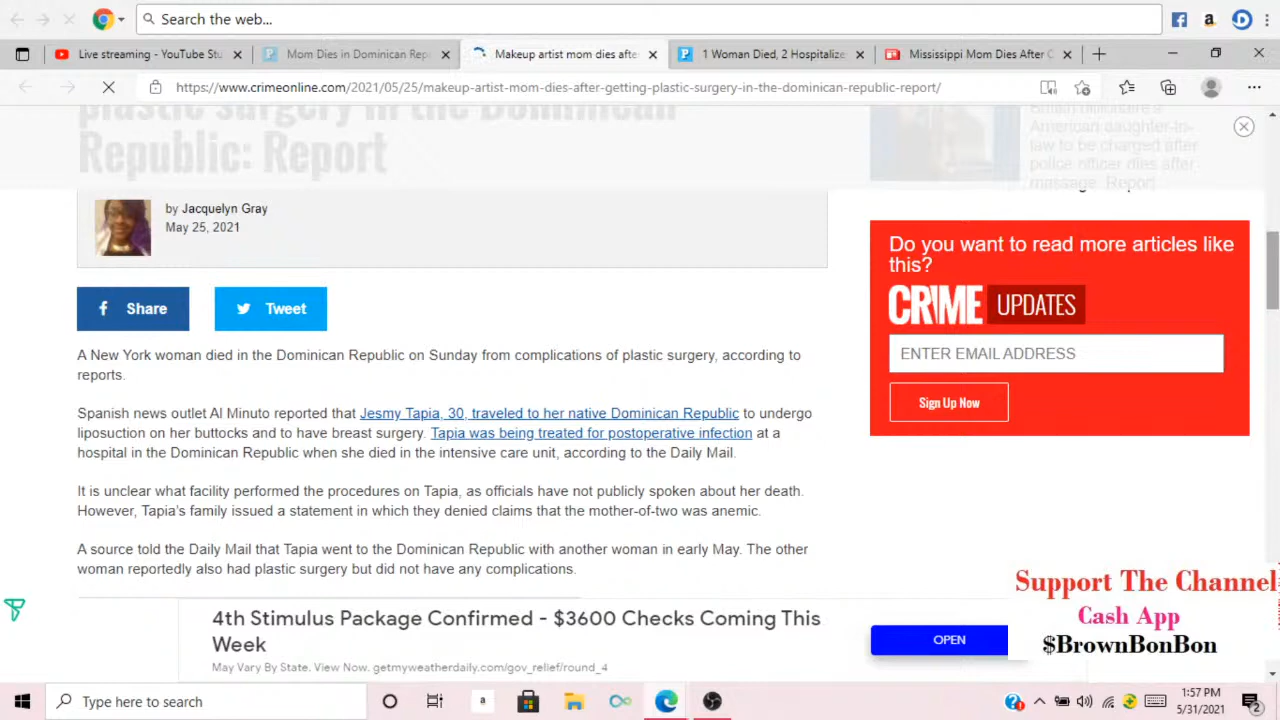 Search the web...
Live streaming - YouTube Stu
Mom Dies in Dominican Rep
Makeup artist mom dies afte
1 Woman Died, 2 Hospitalize
Mississippi Mom Dies After C
https://www.crimeonline.com/2021/05/25/makeup-artist-mom-dies-after-getting-plastic-surgery-in-the-dominican-republic-report/
plastic surgery in the Dominican
Republic: Report
American daughter-in-
law to be charged after
police officer dies after
massage: Report
by Jacquelyn Gray
May 25, 2021
Share
Tweet
Do you want to read more articles like
this?
CRIME UPDATES
ENTER EMAIL ADDRESS
Sign Up Now
A New York woman died in the Dominican Republic on Sunday from complications of plastic surgery, according to
reports.
Spanish news outlet Al Minuto reported that Jesmy Tapia, 30, traveled to her native Dominican Republic to undergo
liposuction on her buttocks and to have breast surgery. Tapia was being treated for postoperative infection at a
hospital in the Dominican Republic when she died in the intensive care unit, according to the Daily Mail.
It is unclear what facility performed the procedures on Tapia, as officials have not publicly spoken about her death.
However, Tapia's family issued a statement in which they denied claims that the mother-of-two was anemic.
A source told the Daily Mail that Tapia went to the Dominican Republic with another woman in early May. The other
woman reportedly also had plastic surgery but did not have any complications.
4th Stimulus Package Confirmed - $3600 Checks Coming This
Week
May Vary By State. View Now. getmyweatherdaily.com/gov_relief/round_4
OPEN
Support The Channel
Cash App
$BrownBonBon
Type here to search
1:57 PM
5/31/2021
2